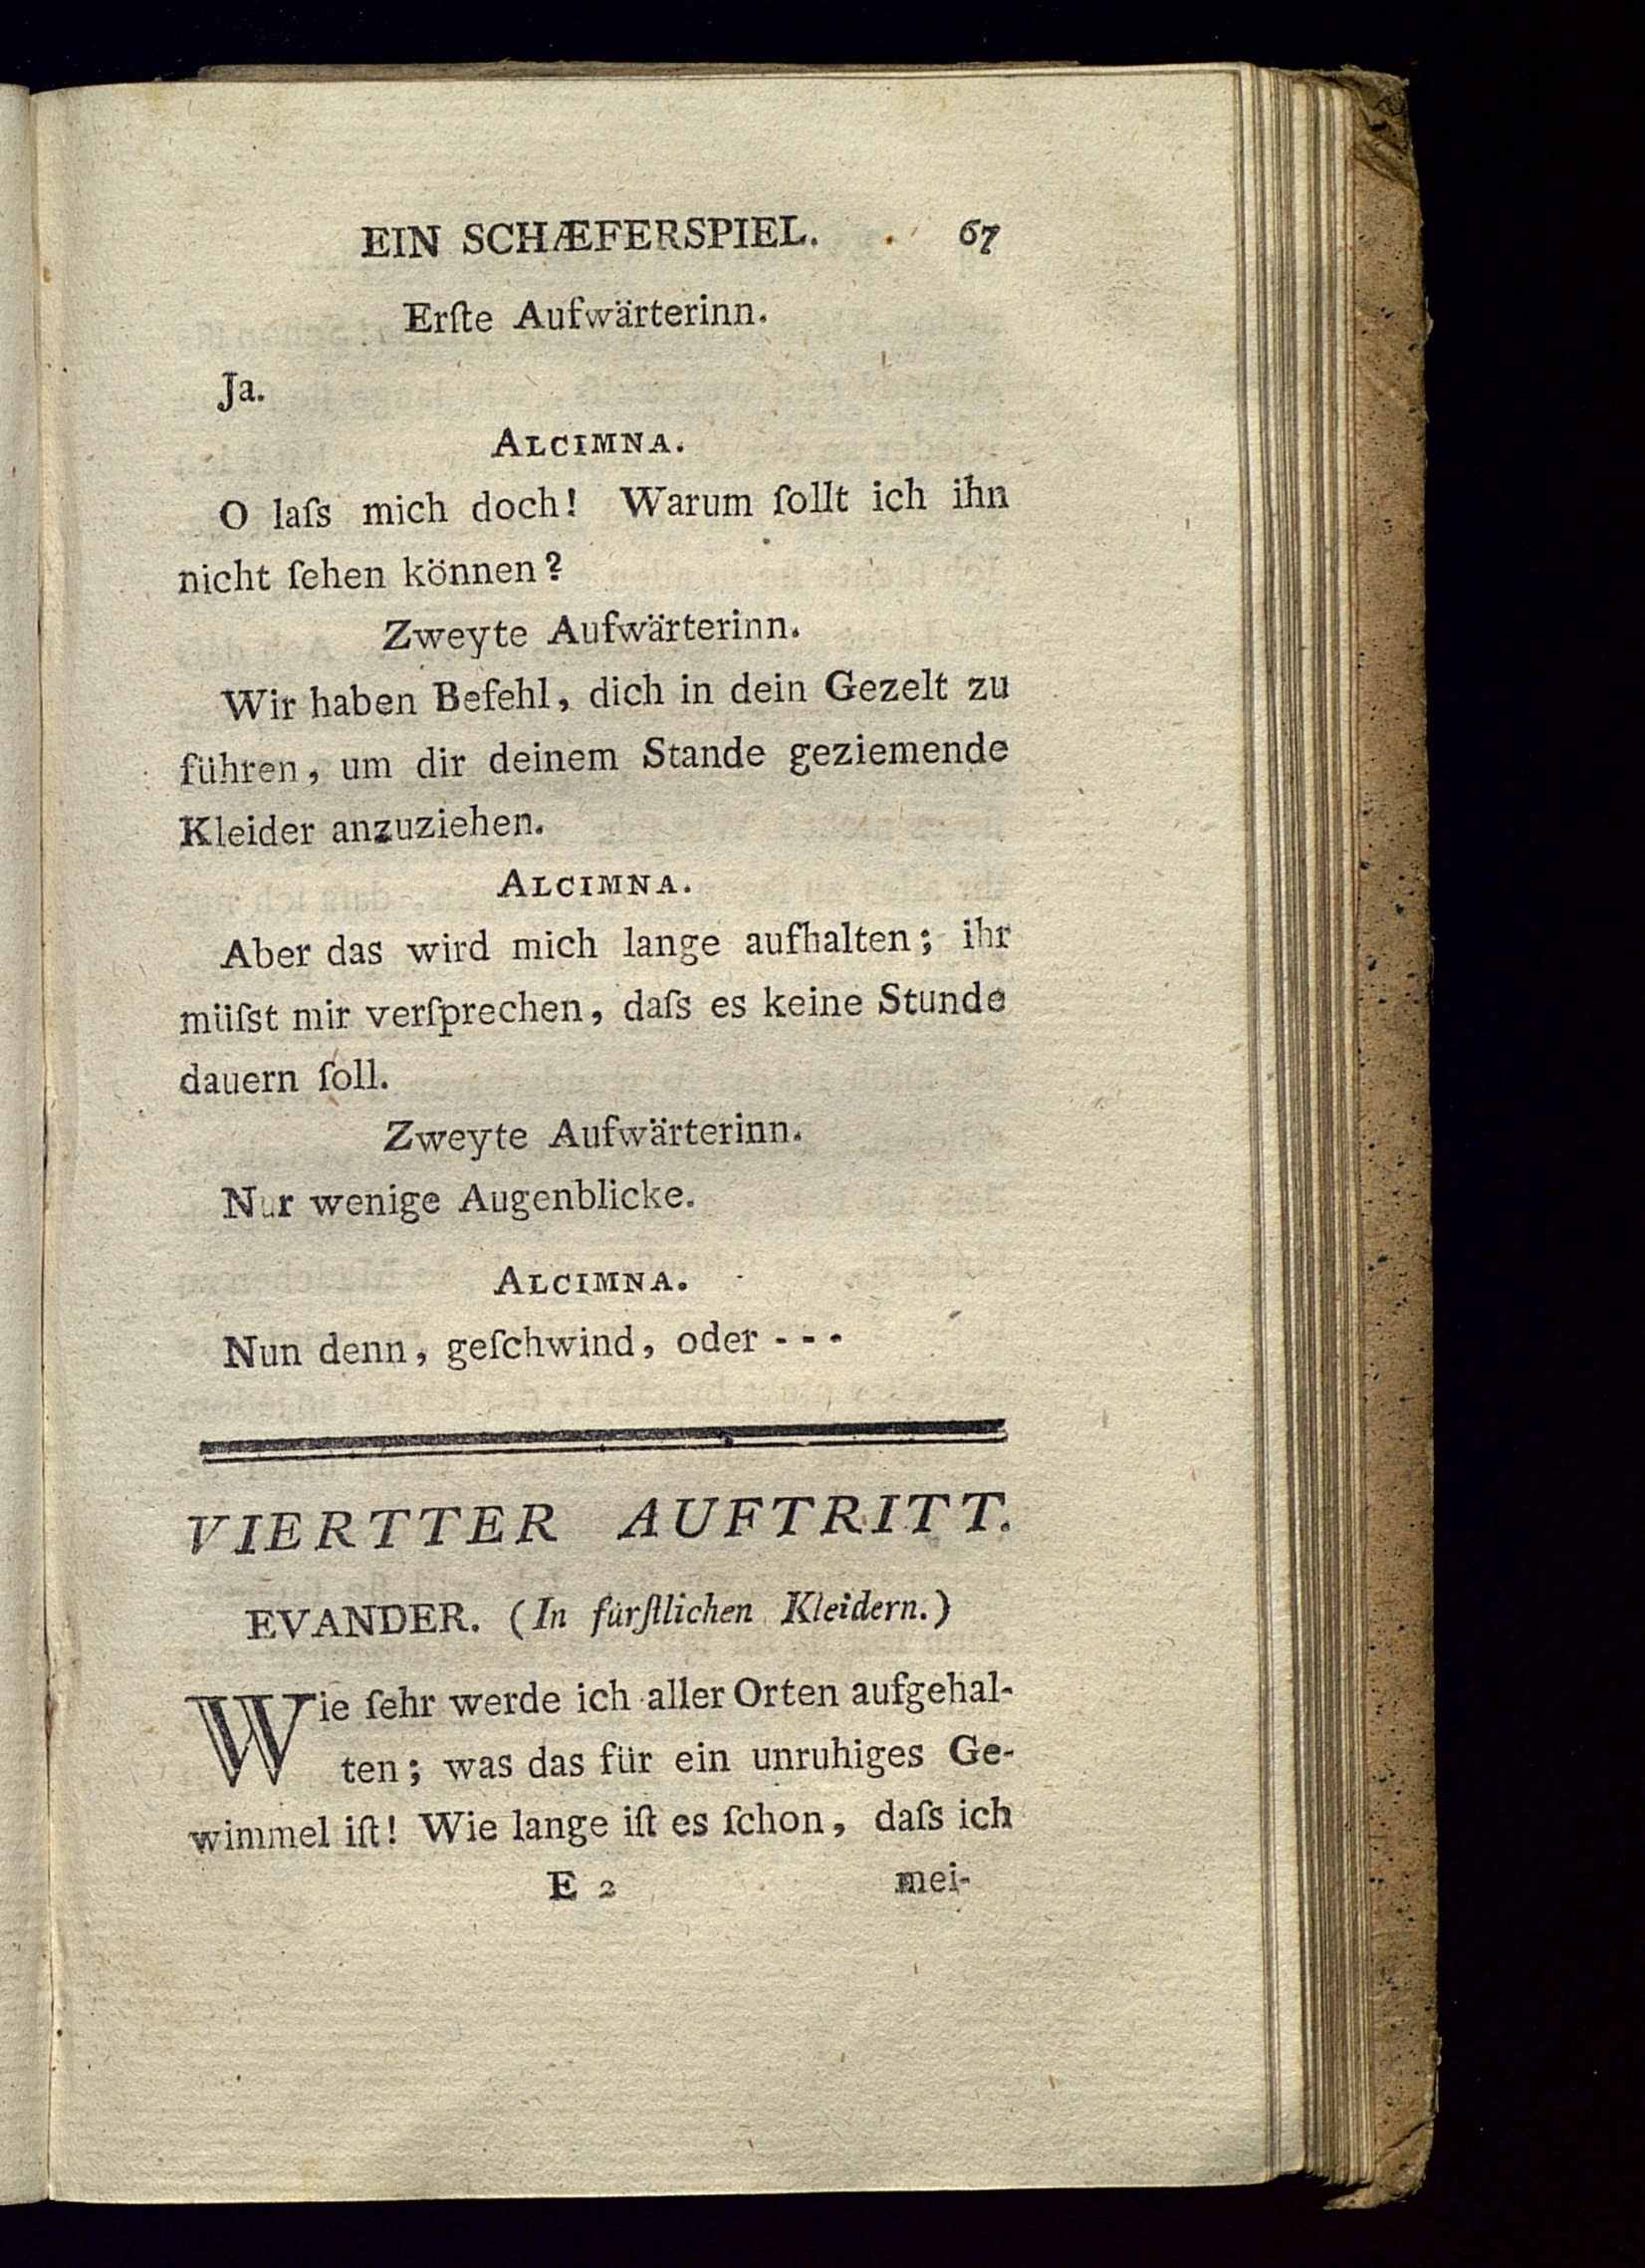 EIN SCHÆFERSPIEL. 67
Erſte Aufwärterinn.
Ja.
ALCIMNA.
O laſs mich doch! Warum ſollt ich ihn
nicht ſehen können?
Zweyte Aufwärterinn.
Wir haben Befehl, dich in dein Gezelt zu
führen, um dir deinem Stande geziemende
Kleider anzuziehen.
ALCIMNA.
Aber das wird mich lange aufhalten; ihr
müſst mir verſprechen, daſs es keine Stunde
dauern ſoll.
Zweyte Aufwärterinn.
Nur wenige Augenblicke.
ALCIMNA.
Nun denn, geſchwind, oder - - -
VIERTTER AUFTRITT.
EVANDER. (In fürſtlichen Kleidern.)
Wie ſehr werde ich aller Orten aufgehal-
ten; was das für ein unruhiges Ge-
wimmel iſt! Wie lange iſt es ſchon, daſs ich
E 2 mei-